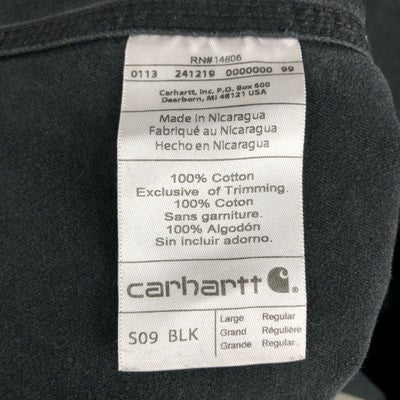 RN#14806
0113 241219 0000000 99
Carhartt, Inc. P.O. Box 600
Dearborn, MI 48121 USA
Made in Nicaragua
Fabriqué au Nicaragua
Hecho en Nicaragua
100% Cotton
Exclusive of Trimming.
100% Coton
Sans garniture.
100% Algodón
Sin incluir adorno.
carhartt
S09 BLK
Large Regular
Grand Régulière
Grande Regular